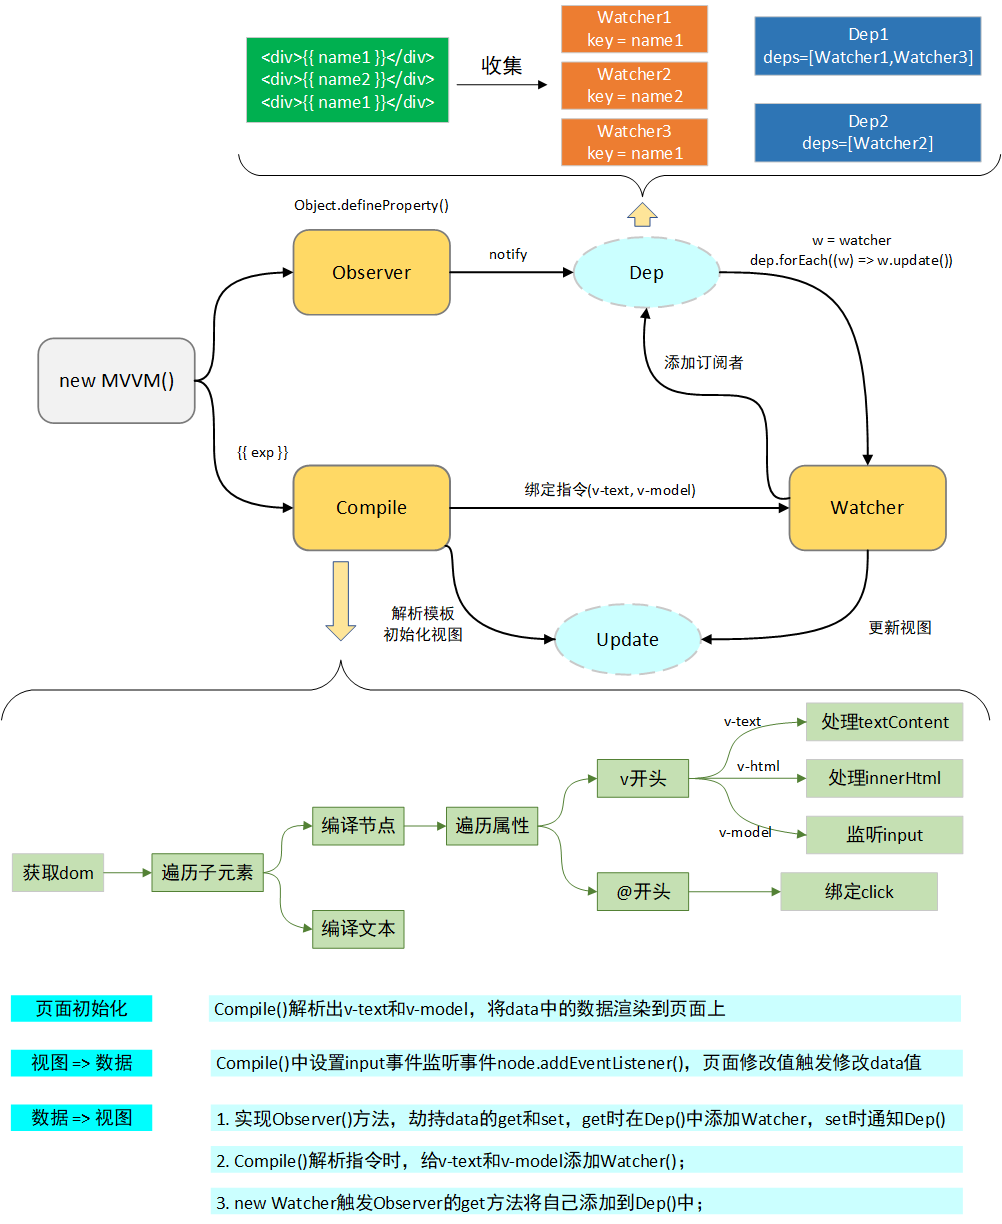 <div>{{ name1 }}</div>
<div>{{ name2 }}</div>
<div>{{ name1 }}</div>
收集
Watcher1
key = name1
Watcher2
key = name2
Watcher3
key = name1
Dep1
deps=[Watcher1,Watcher3]
Dep2
deps=[Watcher2]
Object.defineProperty()
Observer
notify
Dep
w = watcher
dep.forEach((w) => w.update())
new MVVM()
添加订阅者
{{ exp }}
Compile
绑定指令(v-text, v-model)
Watcher
解析模板
初始化视图
Update
更新视图
获取dom
遍历子元素
编译节点
编译文本
遍历属性
v开头
@开头
v-text
处理textContent
v-html
处理innerHtml
v-model
监听input
绑定click
页面初始化
Compile()解析出v-text和v-model，将data中的数据渲染到页面上
视图 => 数据
Compile()中设置input事件监听事件node.addEventListener()，页面修改值触发修改data值
数据 => 视图
1. 实现Observer()方法，劫持data的get和set，get时在Dep()中添加Watcher，set时通知Dep()
2. Compile()解析指令时，给v-text和v-model添加Watcher()；
3. new Watcher触发Observer的get方法将自己添加到Dep()中；